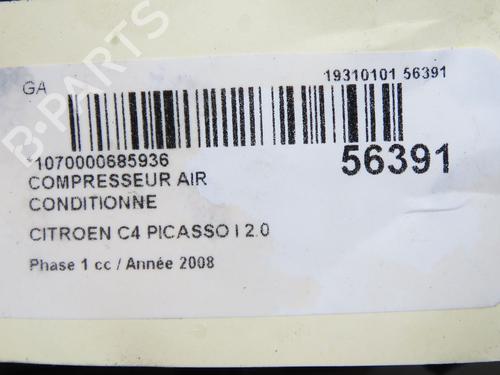 GA
19310101 56391
*1070000685936
56391
COMPRESSEUR AIR
CONDITIONNE
CITROEN C4 PICASSO I 2.0
Phase 1 cc / Année 2008
B-PARTS